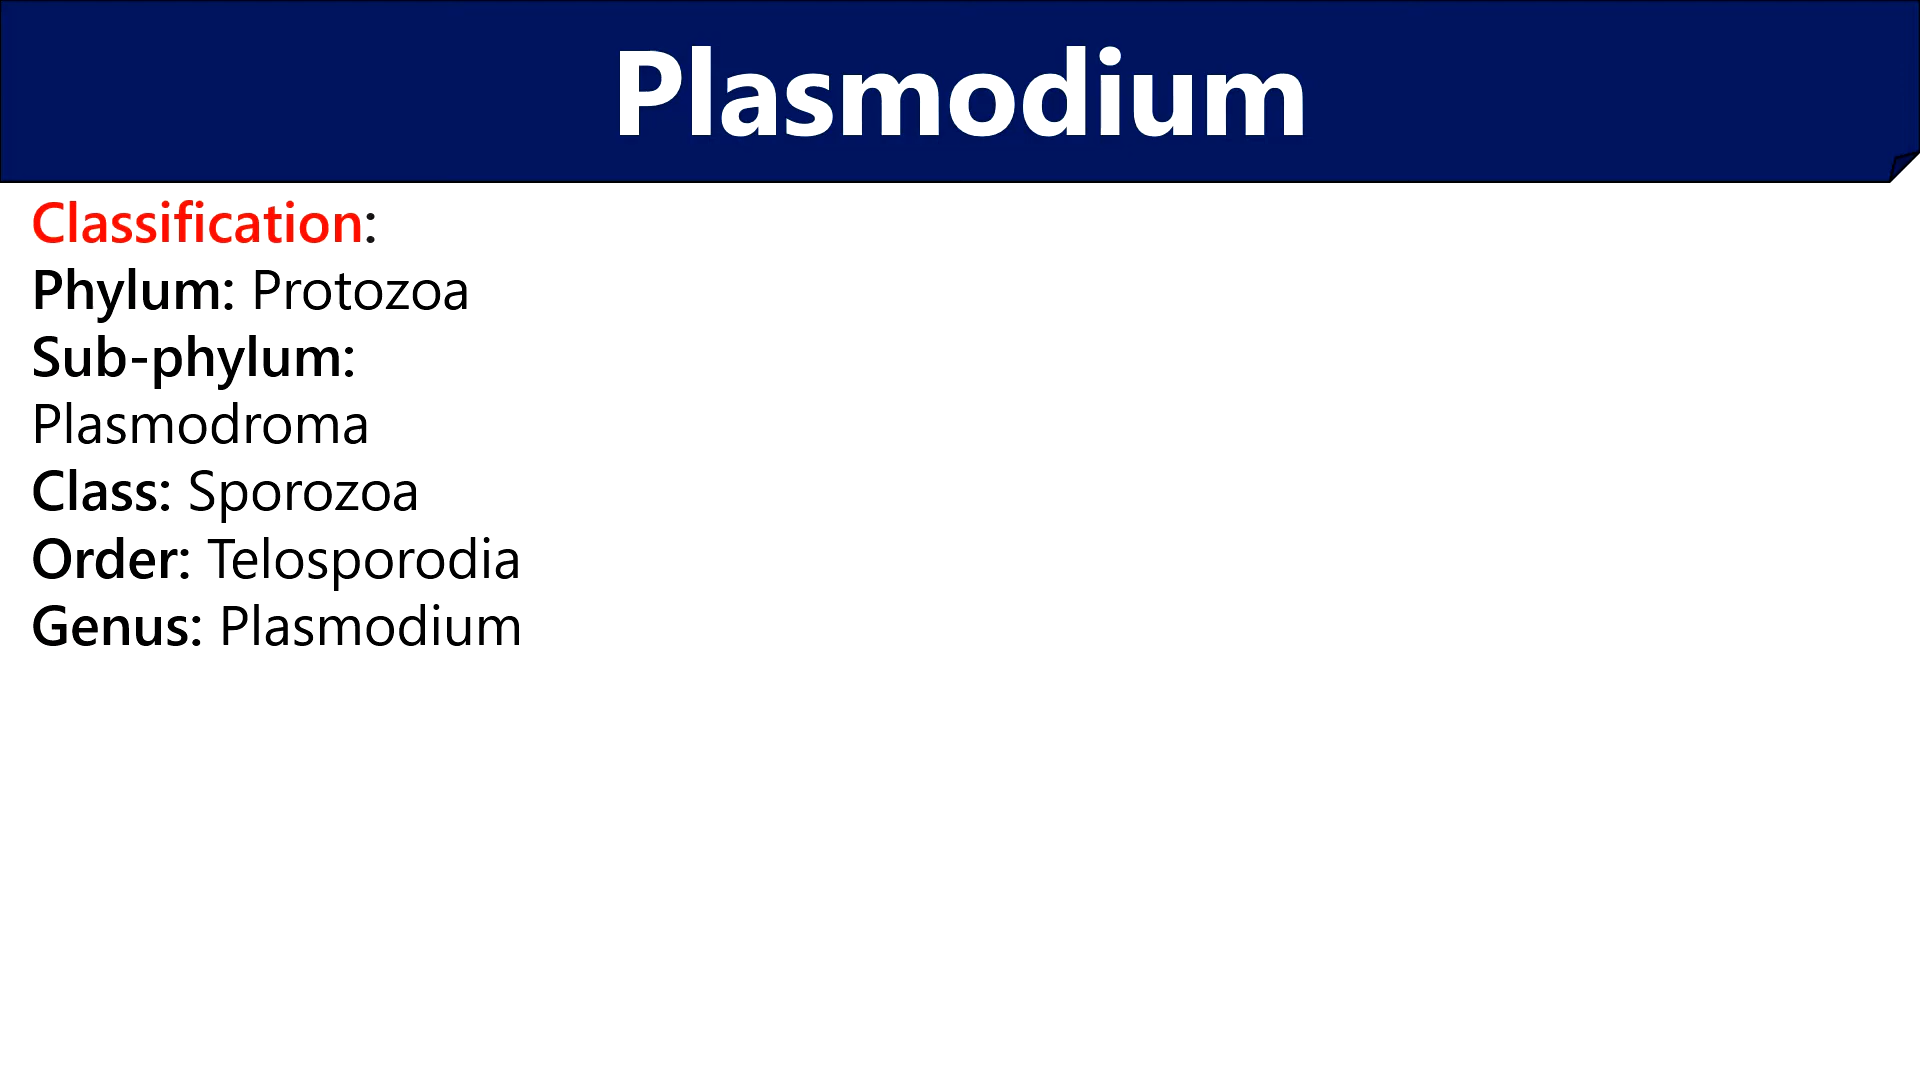 Plasmodium
Classification:
Phylum: Protozoa
Sub-phylum:
Plasmodroma
Class: Sporozoa
Order: Telosporodia
Genus: Plasmodium